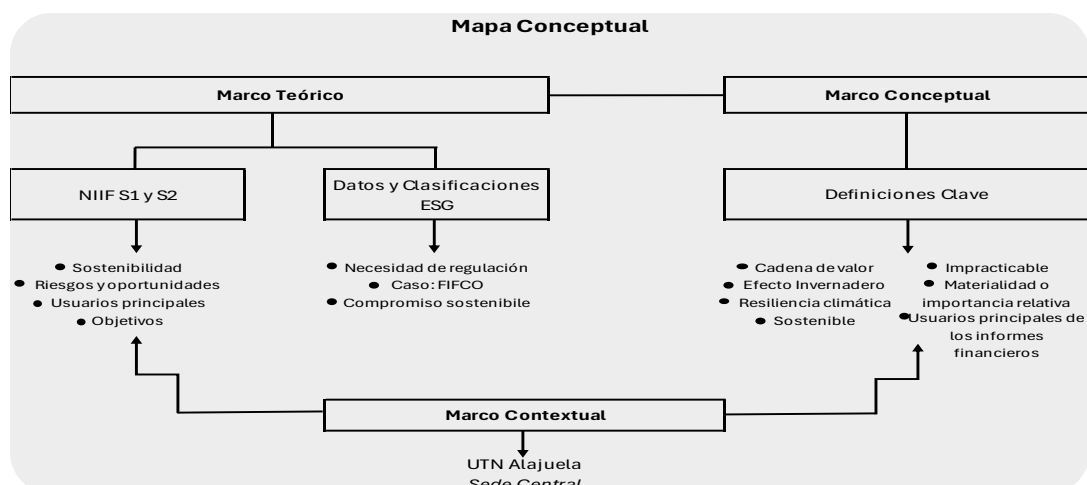 Mapa Conceptual
Marco Teórico
Marco Conceptual
NIIF S1 y S2
Datos y Clasificaciones
ESG
Definiciones Clave
• Sostenibilidad
• Riesgos y oportunidades
• Usuarios principales
• Objetivos
• Necesidad de regulación
• Caso: FIFCO
• Compromiso sostenibile
• Cadena de valor
• Efecto Invernadero
• Resiliencia climática
• Sostenible
• Impracticable
• Materialidad o
importancia relativa
• Usuarios principales de
los informes
financieros
Marco Contextual
UTN Alajuela
Sede Central